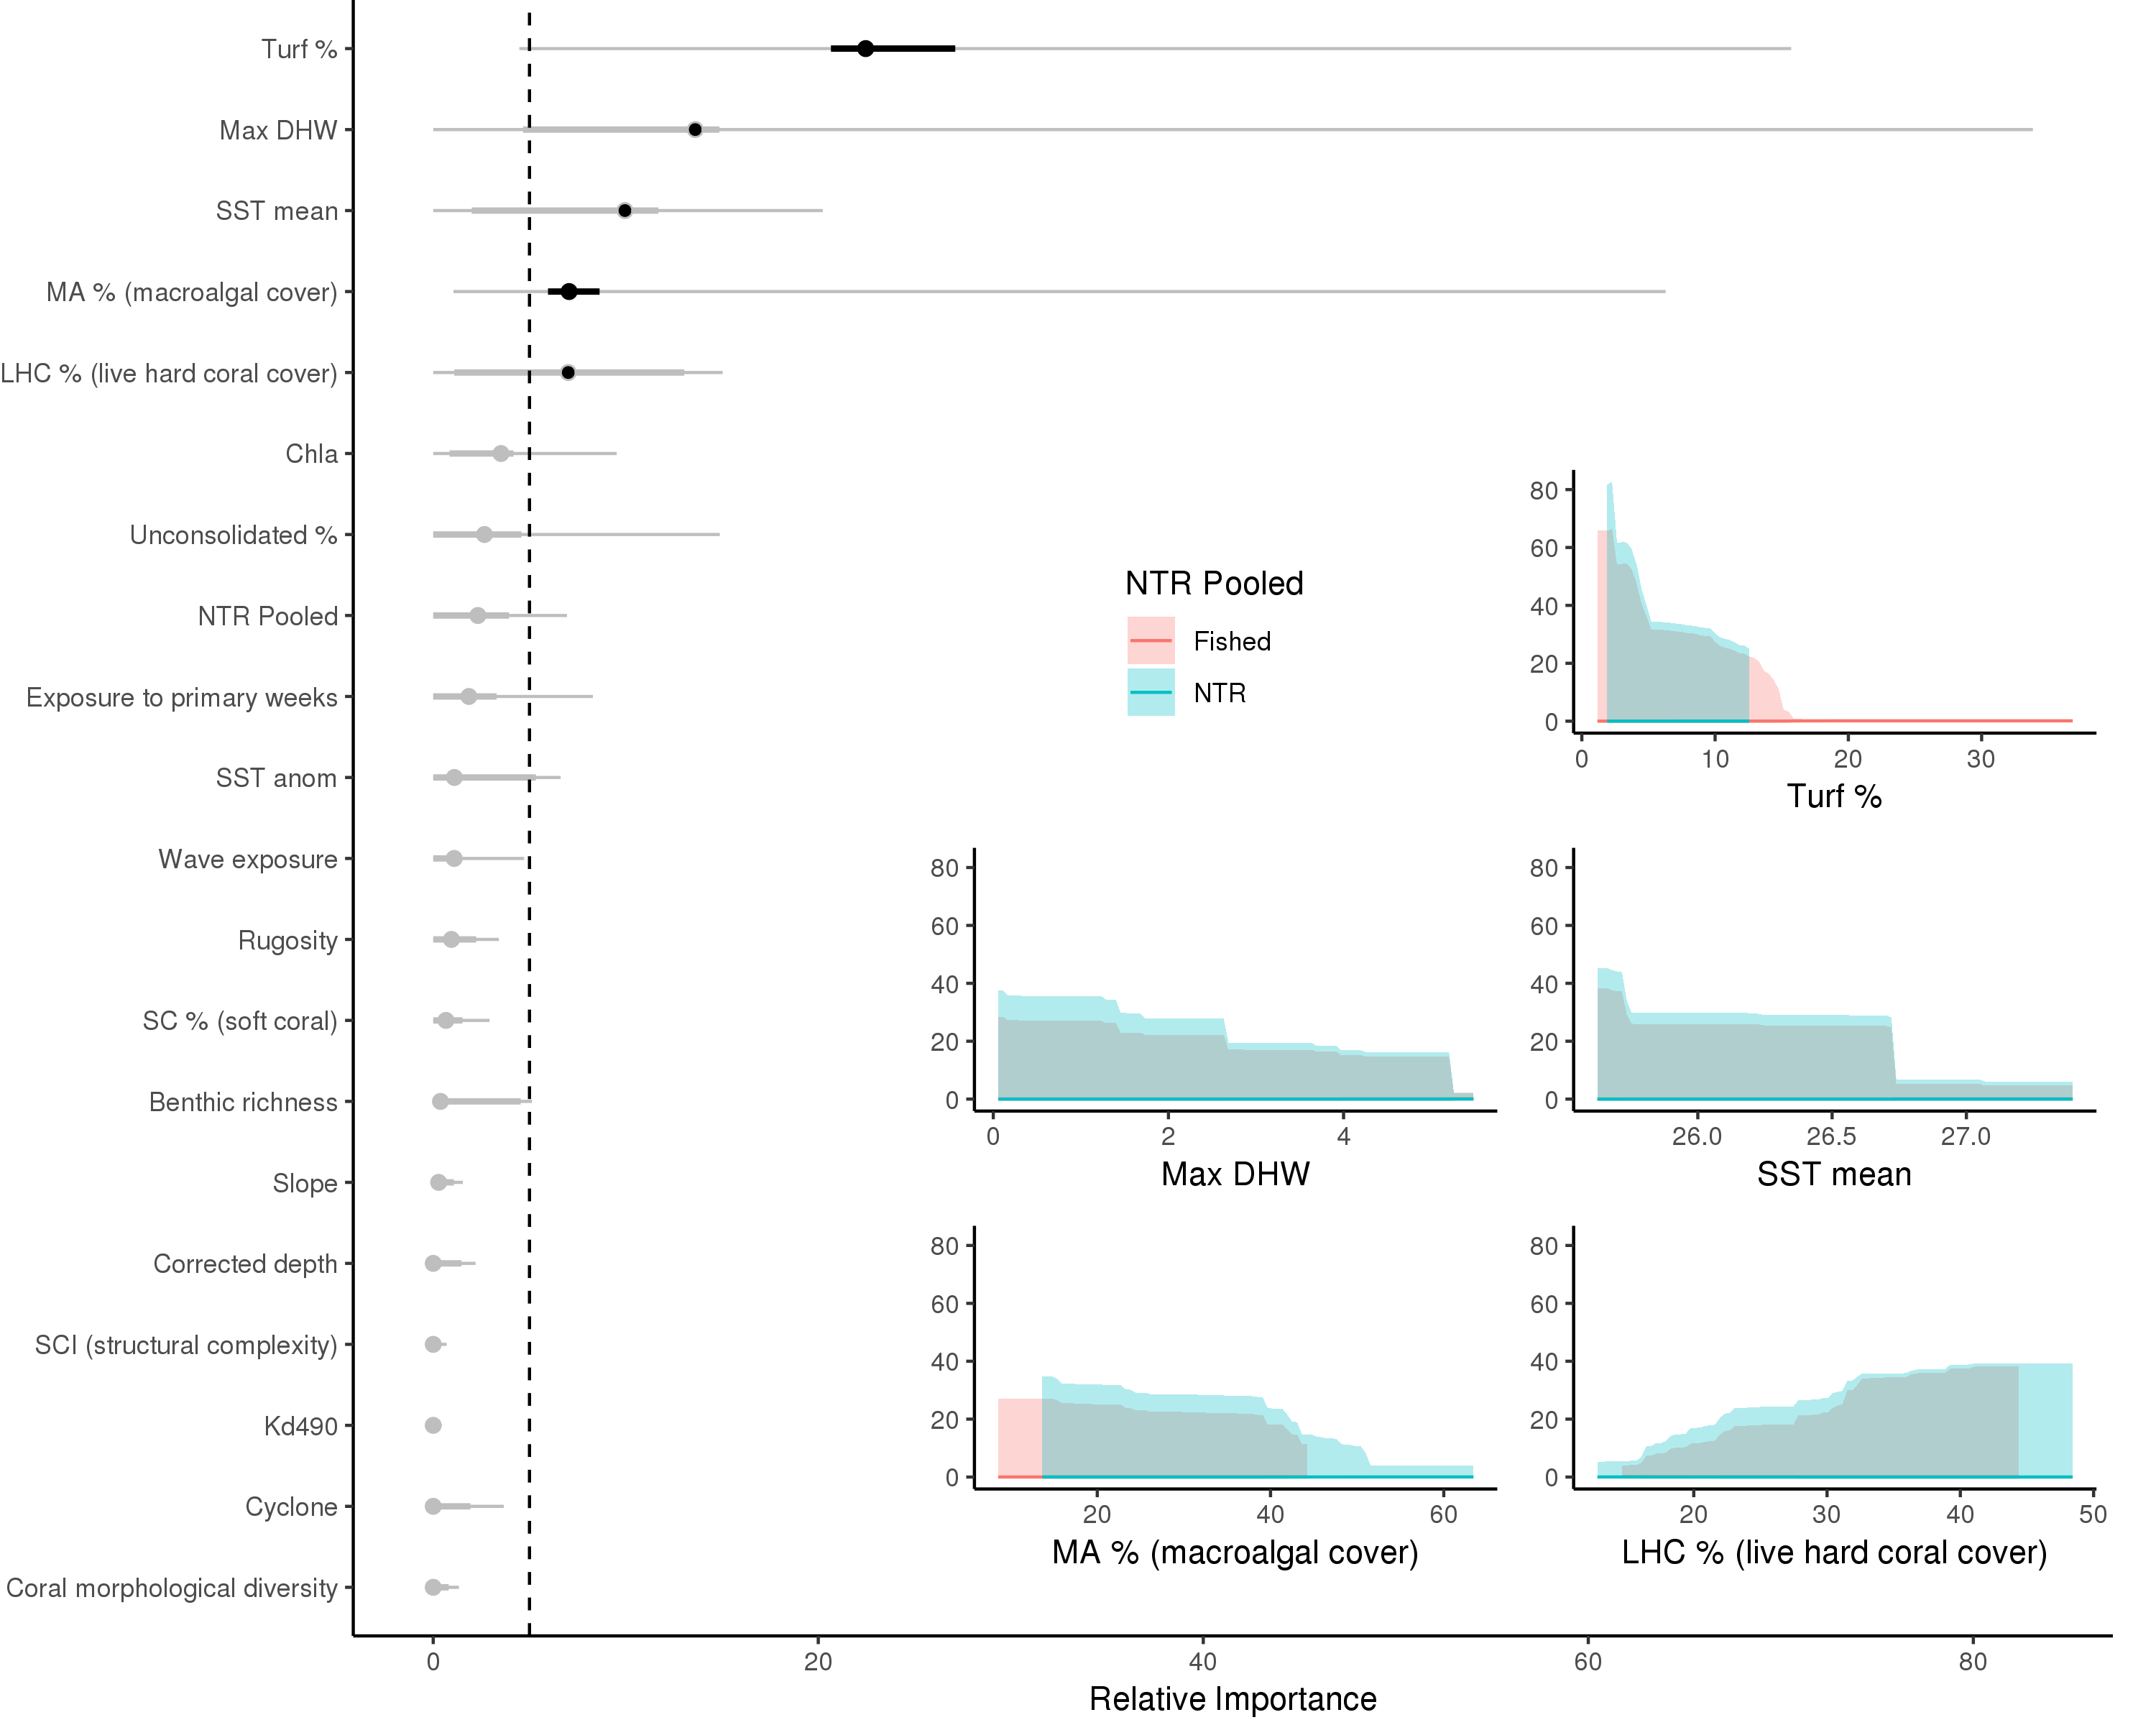 Turf %
Max DHW
SST mean
MA % (macroalgal cover)
LHC % (live hard coral cover)
Chla
Unconsolidated %
NTR Pooled
Exposure to primary weeks
SST anom
Wave exposure
Rugosity
SC % (soft coral)
Benthic richness
Slope
Corrected depth
SCI (structural complexity)
Kd490
Cyclone
Coral morphological diversity
0 20 40 60 80
Relative Importance
NTR Pooled
Fished
NTR
80
60
40
20
0
0 10 20 30
Turf %
80
60
40
20
0
0 2 4
Max DHW
80
60
40
20
0
26.0 26.5 27.0
SST mean
80
60
40
20
0
20 40 60
MA % (macroalgal cover)
80
60
40
20
0
20 30 40 50
LHC % (live hard coral cover)